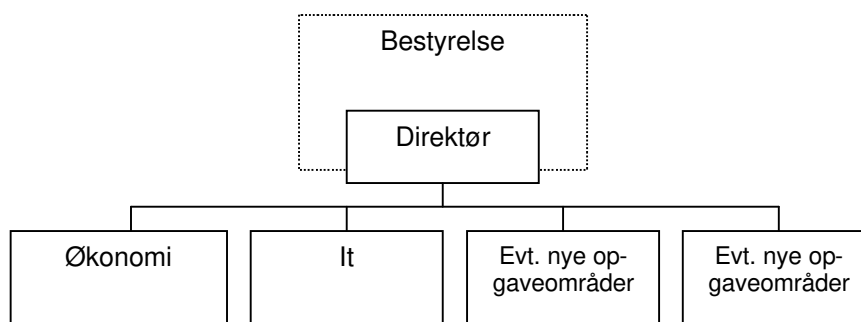 Bestyrelse
Direktør
Økonomi
It
Evt. nye op-
gaveområder
Evt. nye op-
gaveområder